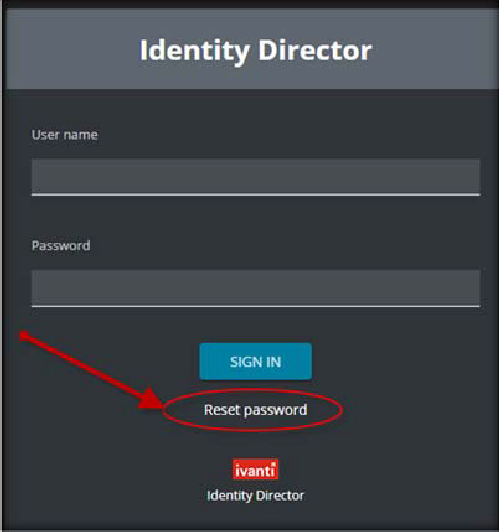 Identity Director
User name
Password
SIGN IN
Reset password
ivanti
Identity Director